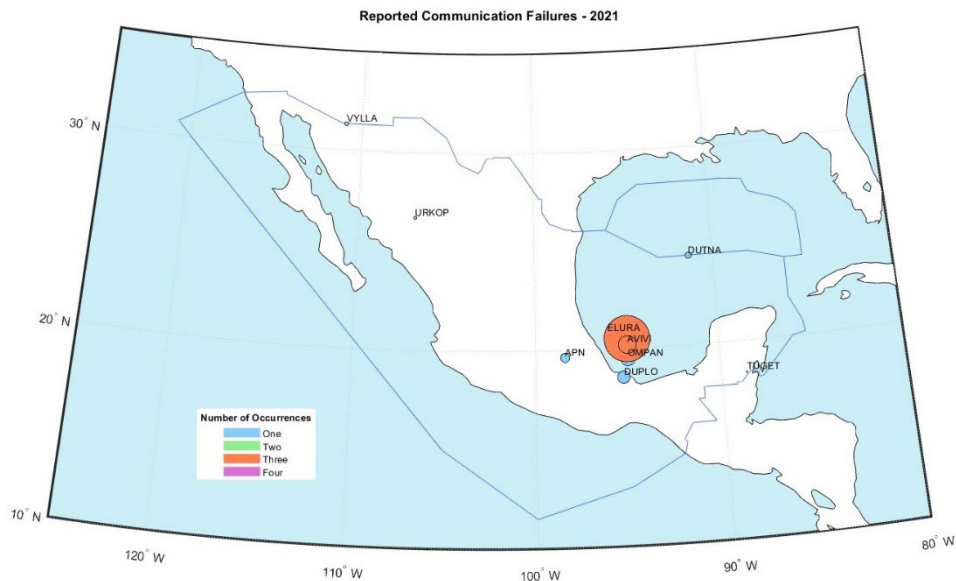 Reported Communication Failures - 2021
30° N
VYLLA
URKOP
DUTNA
20° N
ELURA
AVIVI
OMPAN
APN
DUPLO
TOGET
Number of Occurrences
One
Two
Three
Four
10° N
120° W
110° W
100° W
90° W
80° W